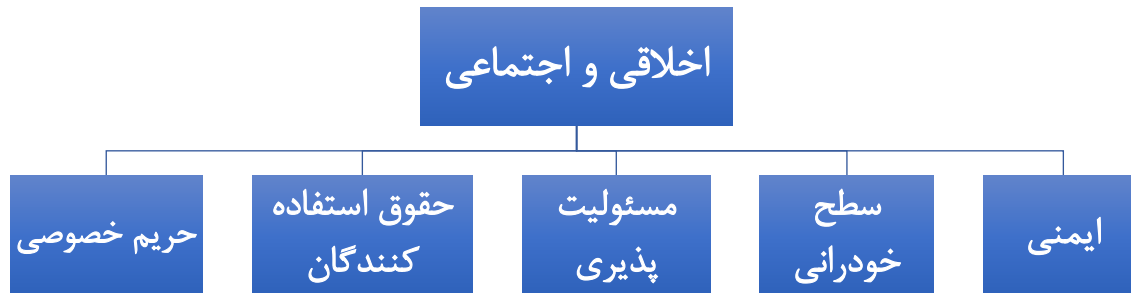 اخلاقی و اجتماعی
ایمنی
سطح
خودرانی
مسئولیت
پذیری
حقوق استفاده
کنندگان
حریم خصوصی